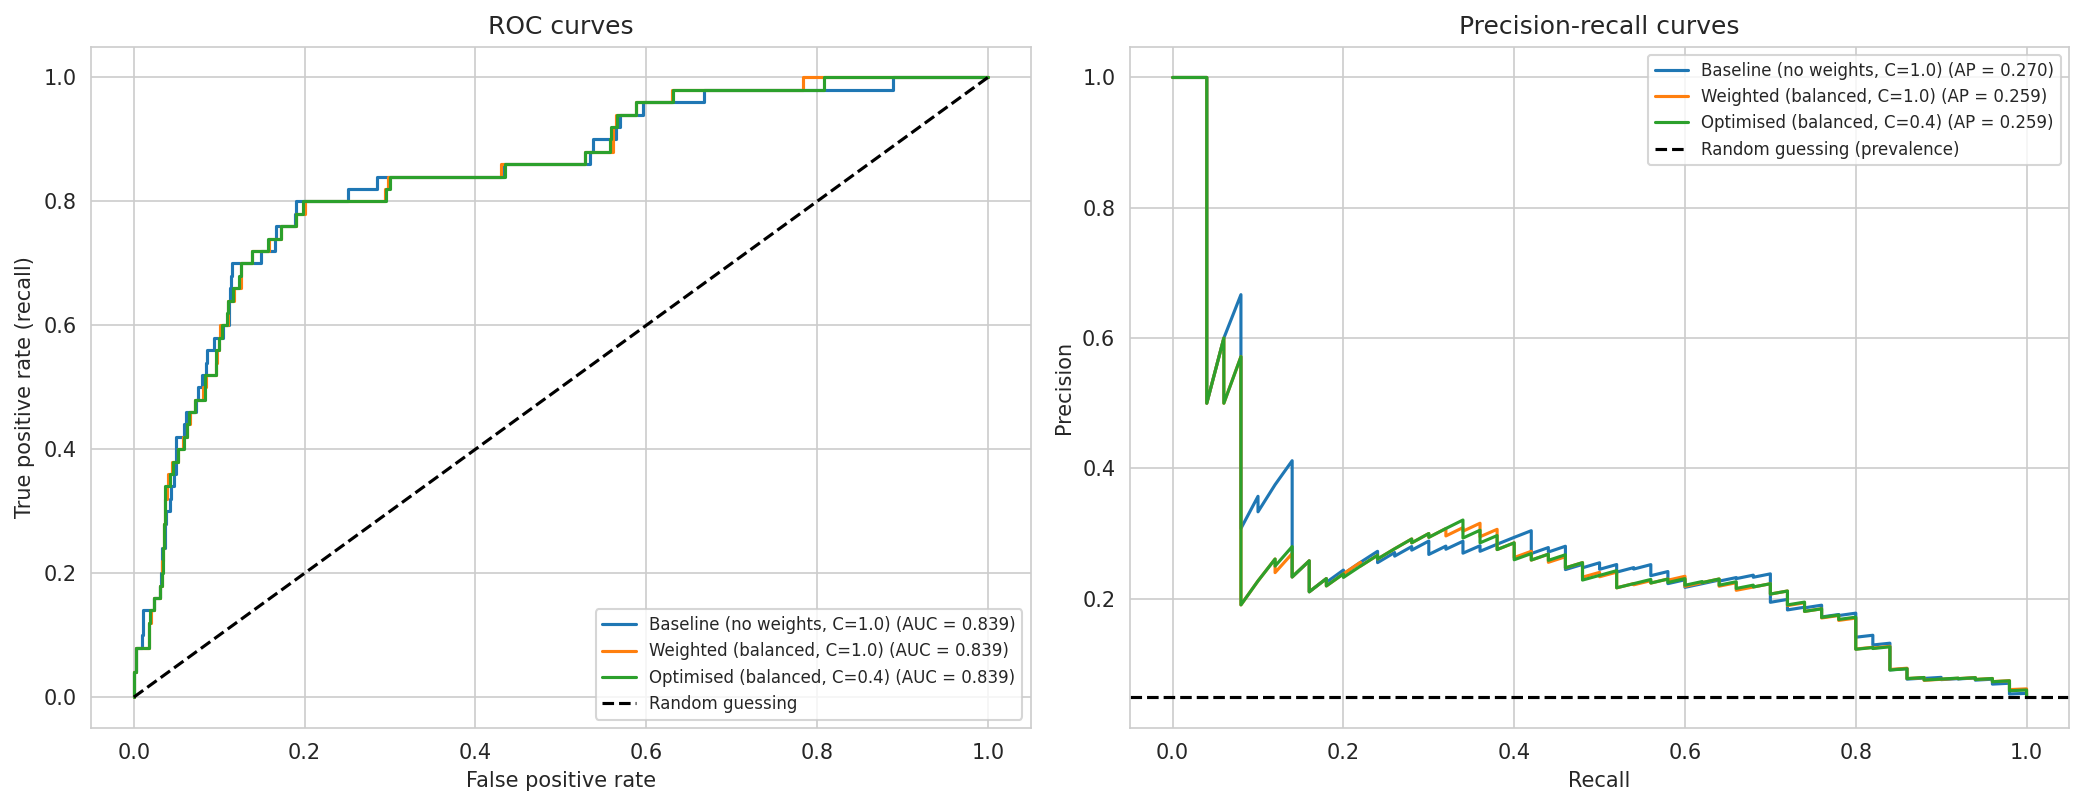 ROC curves
True positive rate (recall)
1.0
0.8
0.6
0.4
0.2
0.0
Baseline (no weights, C=1.0) (AUC = 0.839)
Weighted (balanced, C=1.0) (AUC = 0.839)
Optimised (balanced, C=0.4) (AUC = 0.839)
Random guessing
0.0 0.2 0.4 0.6 0.8 1.0
False positive rate
Precision-recall curves
Precision
1.0
0.8
0.6
0.4
0.2
Baseline (no weights, C=1.0) (AP = 0.270)
Weighted (balanced, C=1.0) (AP = 0.259)
Optimised (balanced, C=0.4) (AP = 0.259)
Random guessing (prevalence)
0.0 0.2 0.4 0.6 0.8 1.0
Recall